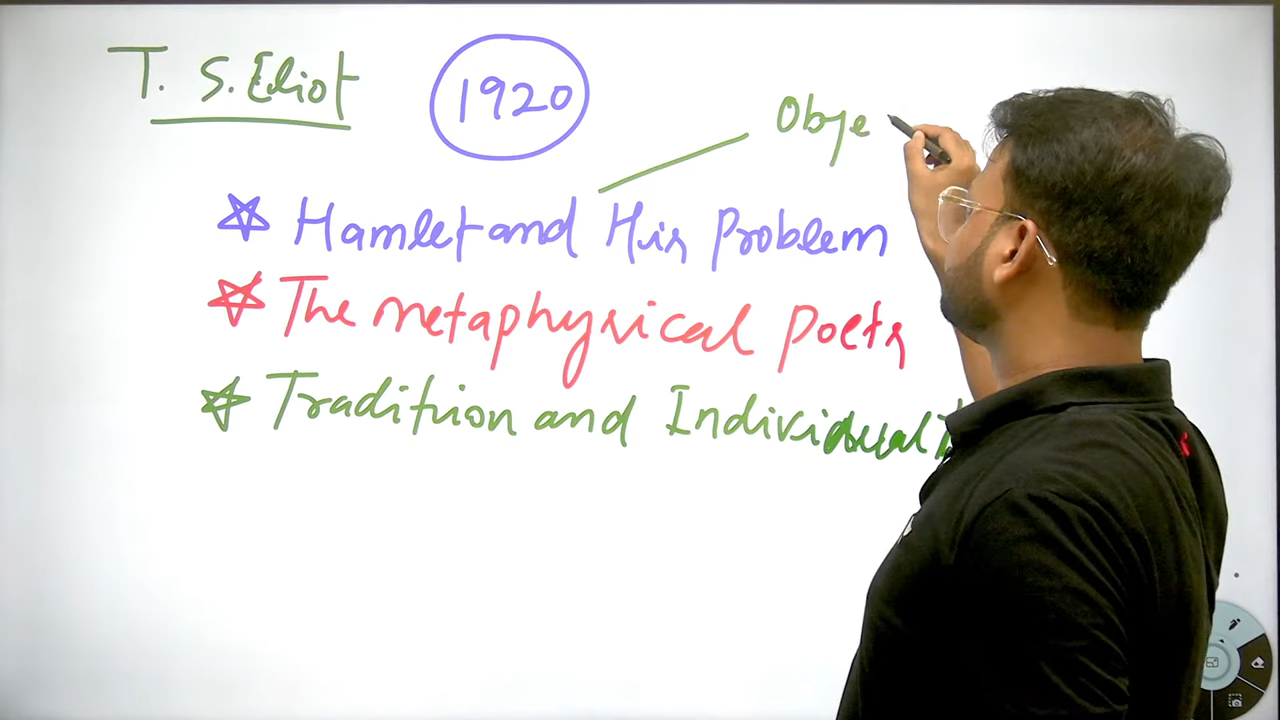 T. S. Eliot
1920
Obje
Hamlet and His Problem
The metaphysical Poets
Tradition and Individual T